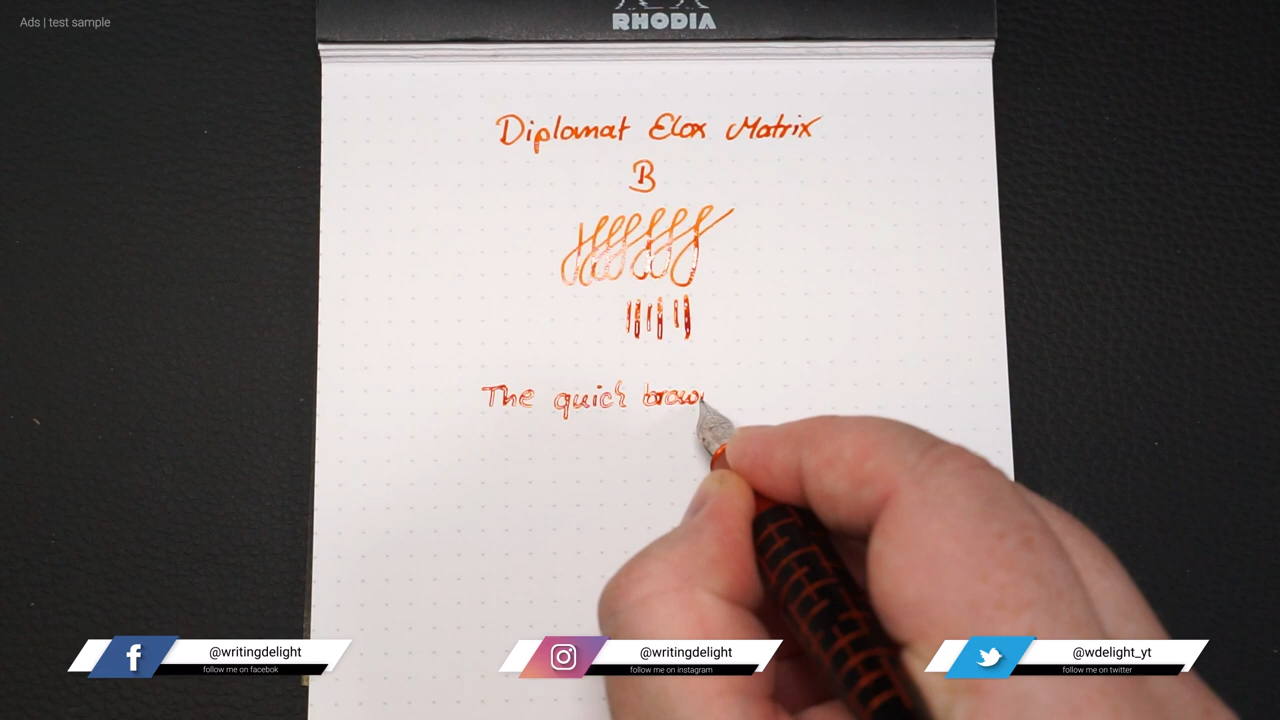 Ads | test sample
RHODIA
Diplomat Elox Matrix
B
The quick brow
@writingdelight
follow me on facebok
@writingdelight
follow me on instagram
@wdelight_yt
follow me on twitter